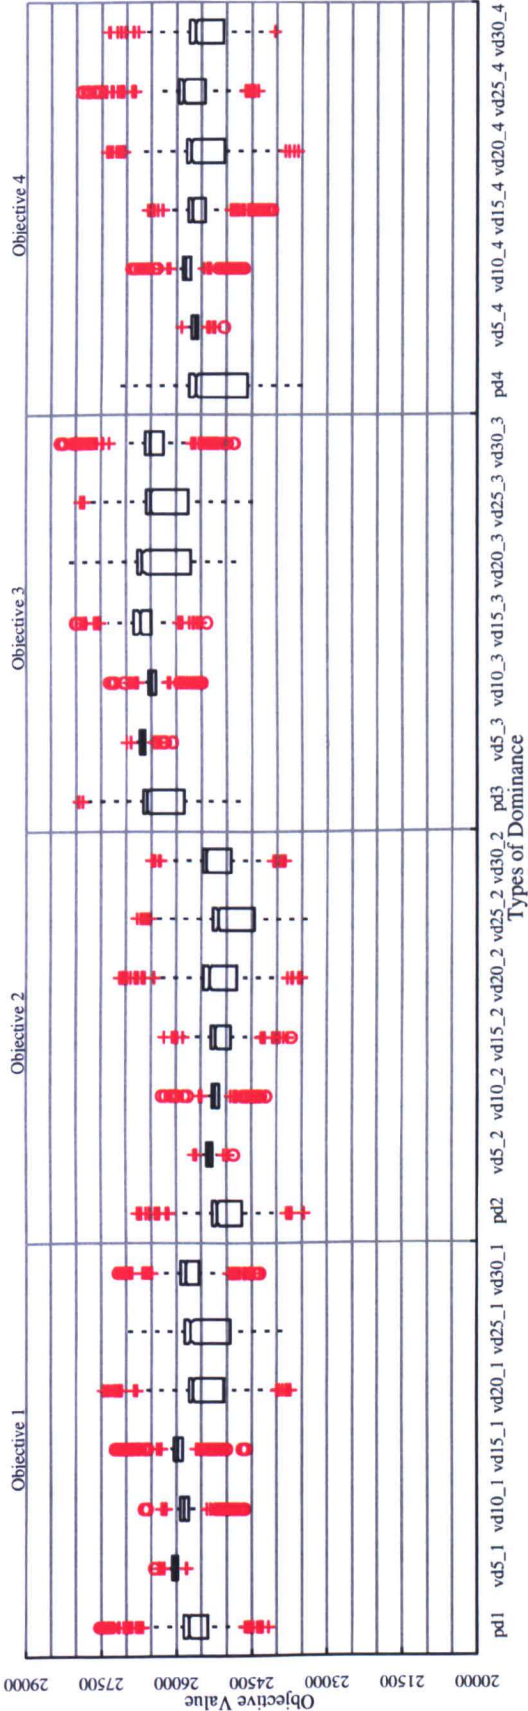 Objective 1 Objective 2 Objective 3 Objective 4
29000
27500
26000
24500
23000
21500
20000
Objective Value
pd1 vd5_1 vd10_1 vd15_1 vd20_1 vd25_1 vd30_1 pd2 vd5_2 vd10_2 vd15_2 vd20_2 vd25_2 vd30_2 pd3 vd5_3 vd10_3 vd15_3 vd20_3 vd25_3 vd30_3 pd4 vd5_4 vd10_4 vd15_4 vd20_4 vd25_4 vd30_4
Types of Dominance